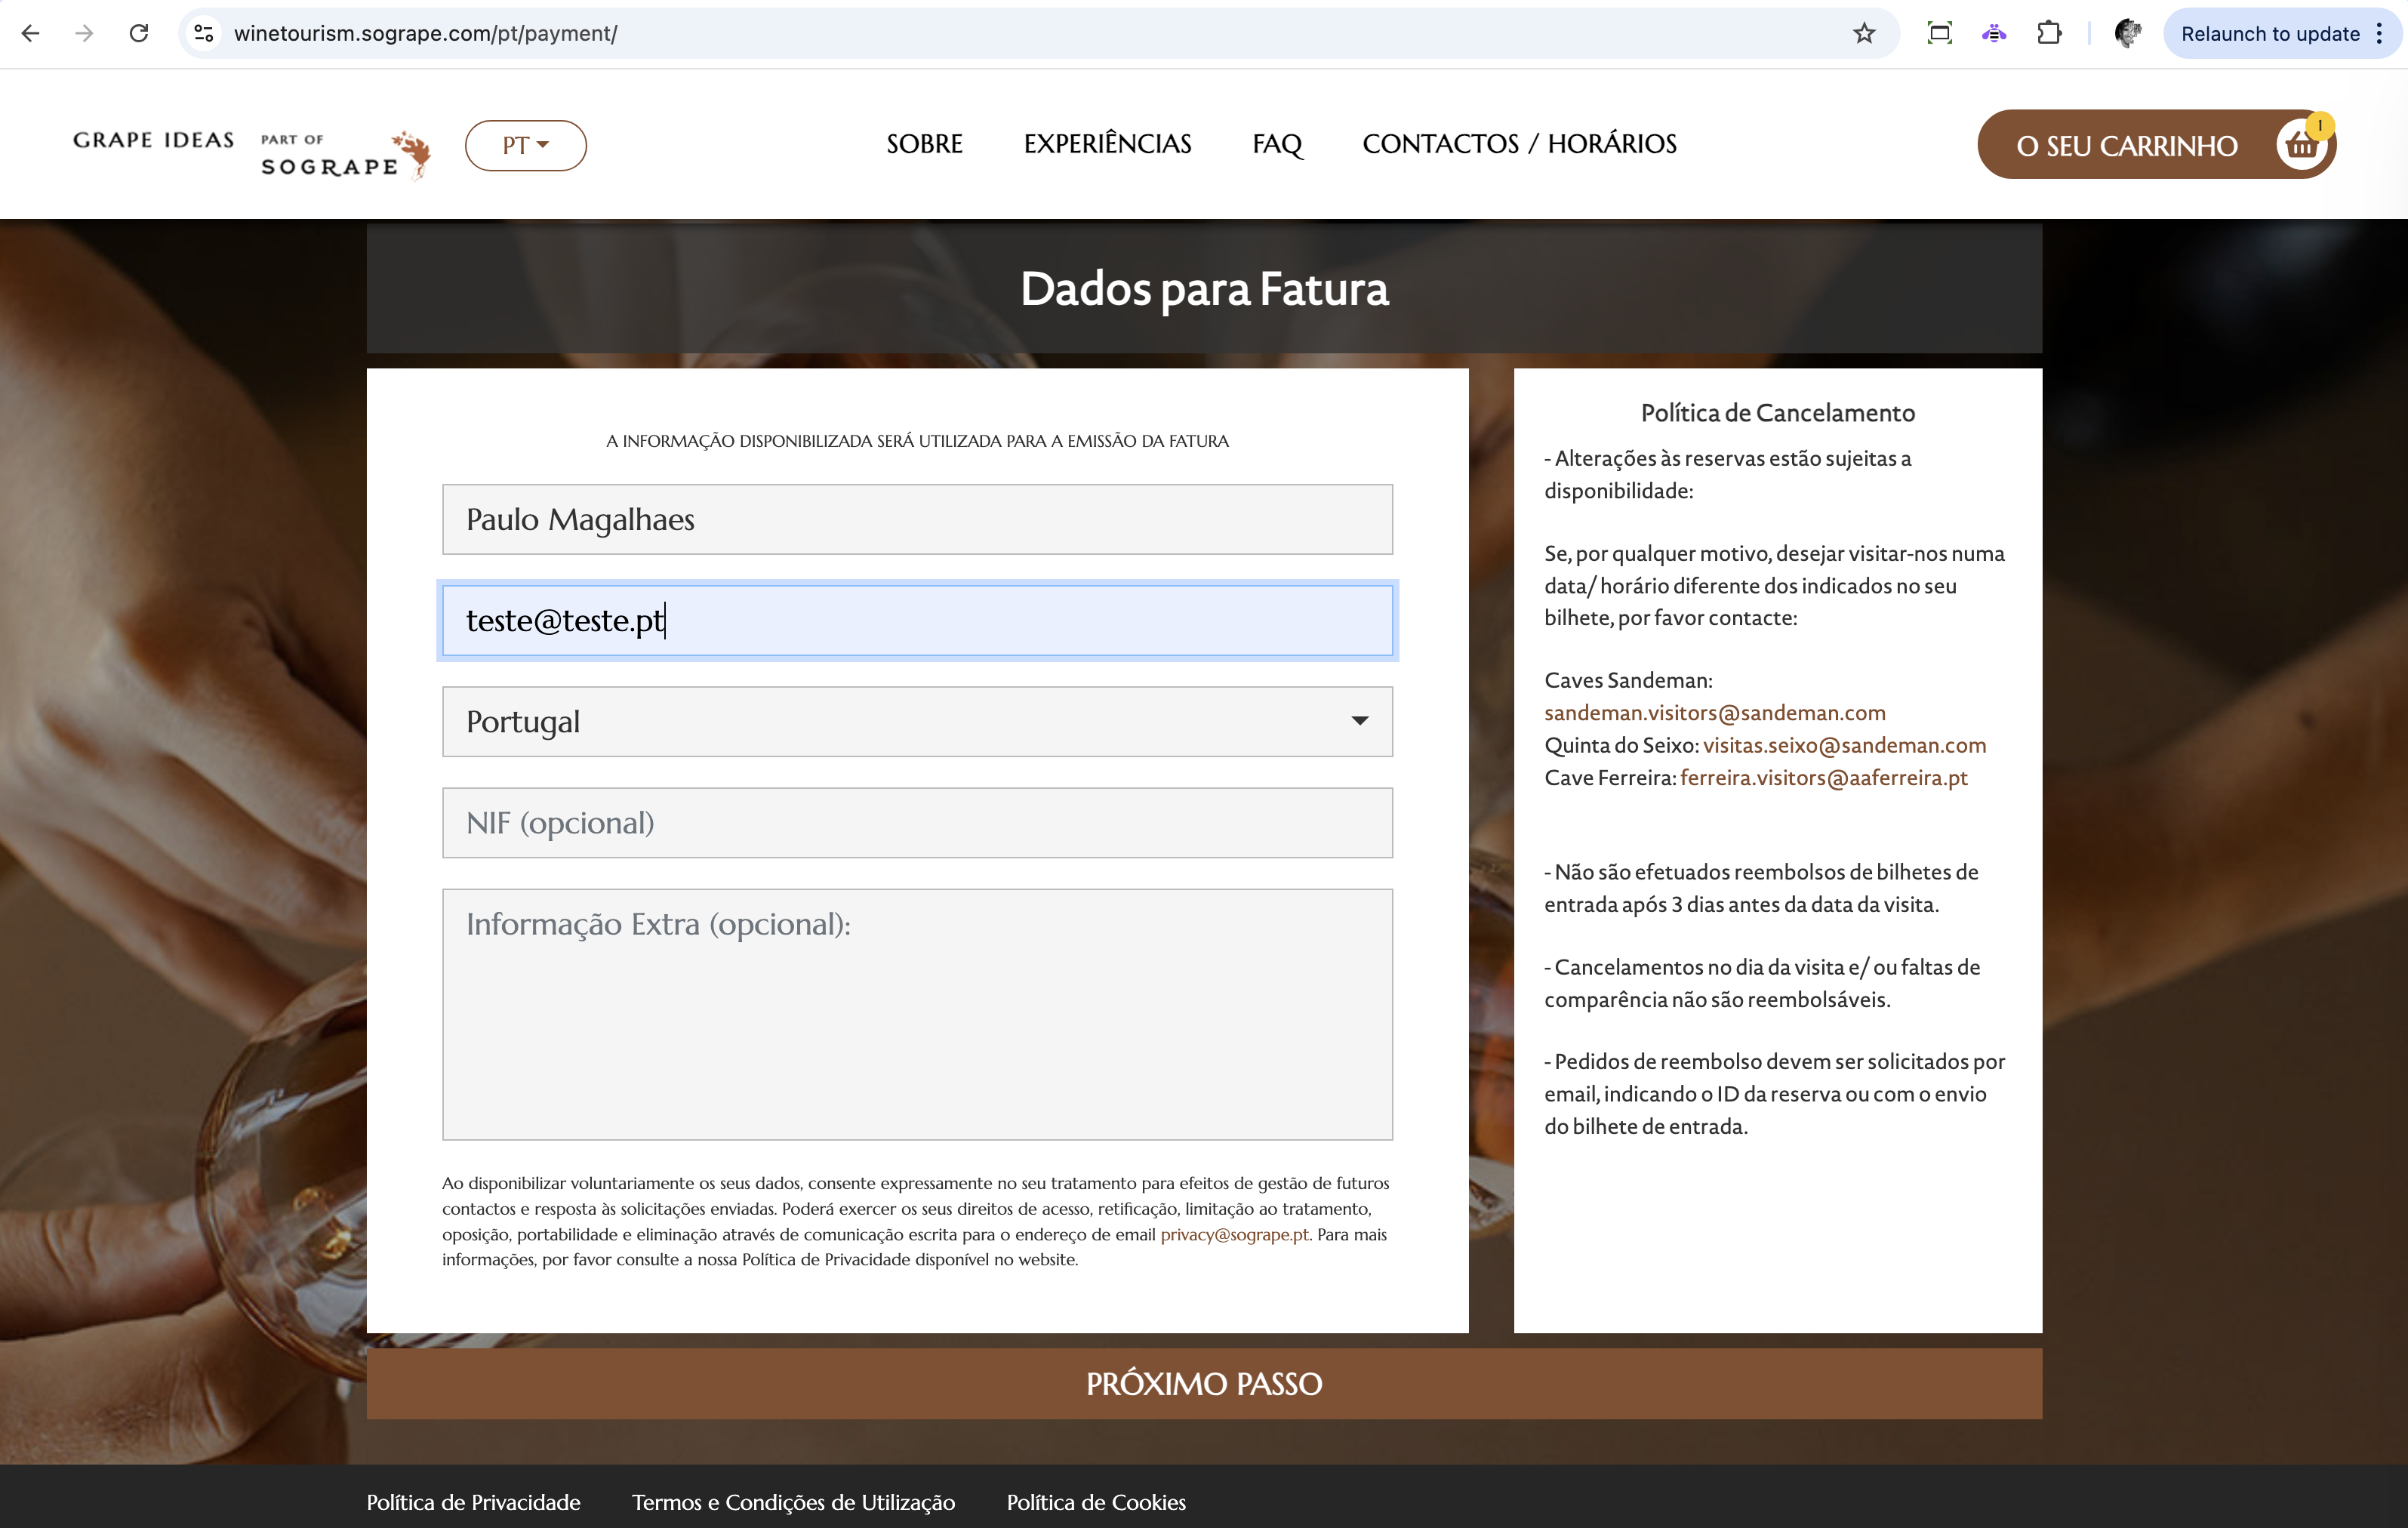 winetourism.sogrape.com/pt/payment/
Relaunch to update
GRAPE IDEAS
PART OF
SOGRAPE
PT
SOBRE
EXPERIÊNCIAS
FAQ
CONTACTOS / HORÁRIOS
O SEU CARRINHO
1
Dados para Fatura
A INFORMAÇÃO DISPONIBILIZADA SERÁ UTILIZADA PARA A EMISSÃO DA FATURA
Paulo Magalhaes
teste@teste.pt
Portugal
NIF (opcional)
Informação Extra (opcional):
Ao disponibilizar voluntariamente os seus dados, consente expressamente no seu tratamento para efeitos de gestão de futuros
contactos e resposta às solicitações enviadas. Poderá exercer os seus direitos de acesso, retificação, limitação ao tratamento,
oposição, portabilidade e eliminação através de comunicação escrita para o endereço de email privacy@sogrape.pt. Para mais
informações, por favor consulte a nossa Política de Privacidade disponível no website.
Política de Cancelamento
- Alterações às reservas estão sujeitas a
disponibilidade:
Se, por qualquer motivo, desejar visitar-nos numa
data/ horário diferente dos indicados no seu
bilhete, por favor contacte:
Caves Sandeman:
sandeman.visitors@sandeman.com
Quinta do Seixo: visitas.seixo@sandeman.com
Cave Ferreira: ferreira.visitors@aaferreira.pt
- Não são efetuados reembolsos de bilhetes de
entrada após 3 dias antes da data da visita.
- Cancelamentos no dia da visita e/ ou faltas de
comparência não são reembolsáveis.
- Pedidos de reembolso devem ser solicitados por
email, indicando o ID da reserva ou com o envio
do bilhete de entrada.
PRÓXIMO PASSO
Política de Privacidade
Termos e Condições de Utilização
Política de Cookies